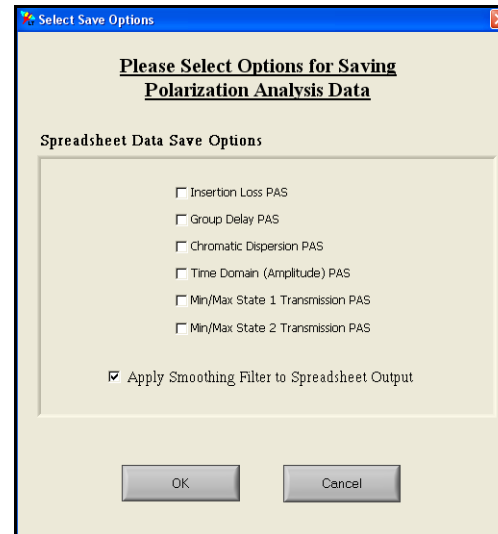 Select Save Options
Please Select Options for Saving
Polarization Analysis Data
Spreadsheet Data Save Options
Insertion Loss PAS
Group Delay PAS
Chromatic Dispersion PAS
Time Domain (Amplitude) PAS
Min/Max State 1 Transmission PAS
Min/Max State 2 Transmission PAS
Apply Smoothing Filter to Spreadsheet Output
OK
Cancel